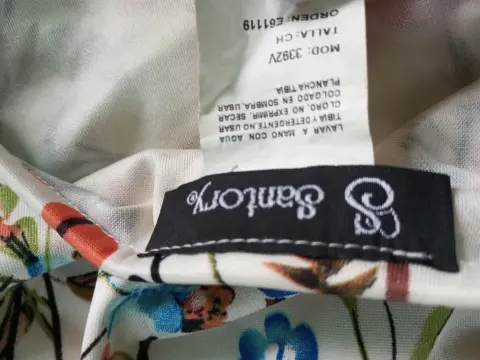 Santory®
LAVAR A MANO CON AGUA
TIBIA Y DETERGENTE NO USAR
CLORO, NO EXPRIMIR, SECAR
COLGADO EN SOMBRA, USAR
PLANCHA TIBIA
MOD: 3392V
TALLA: CH
ORDEN: E61119